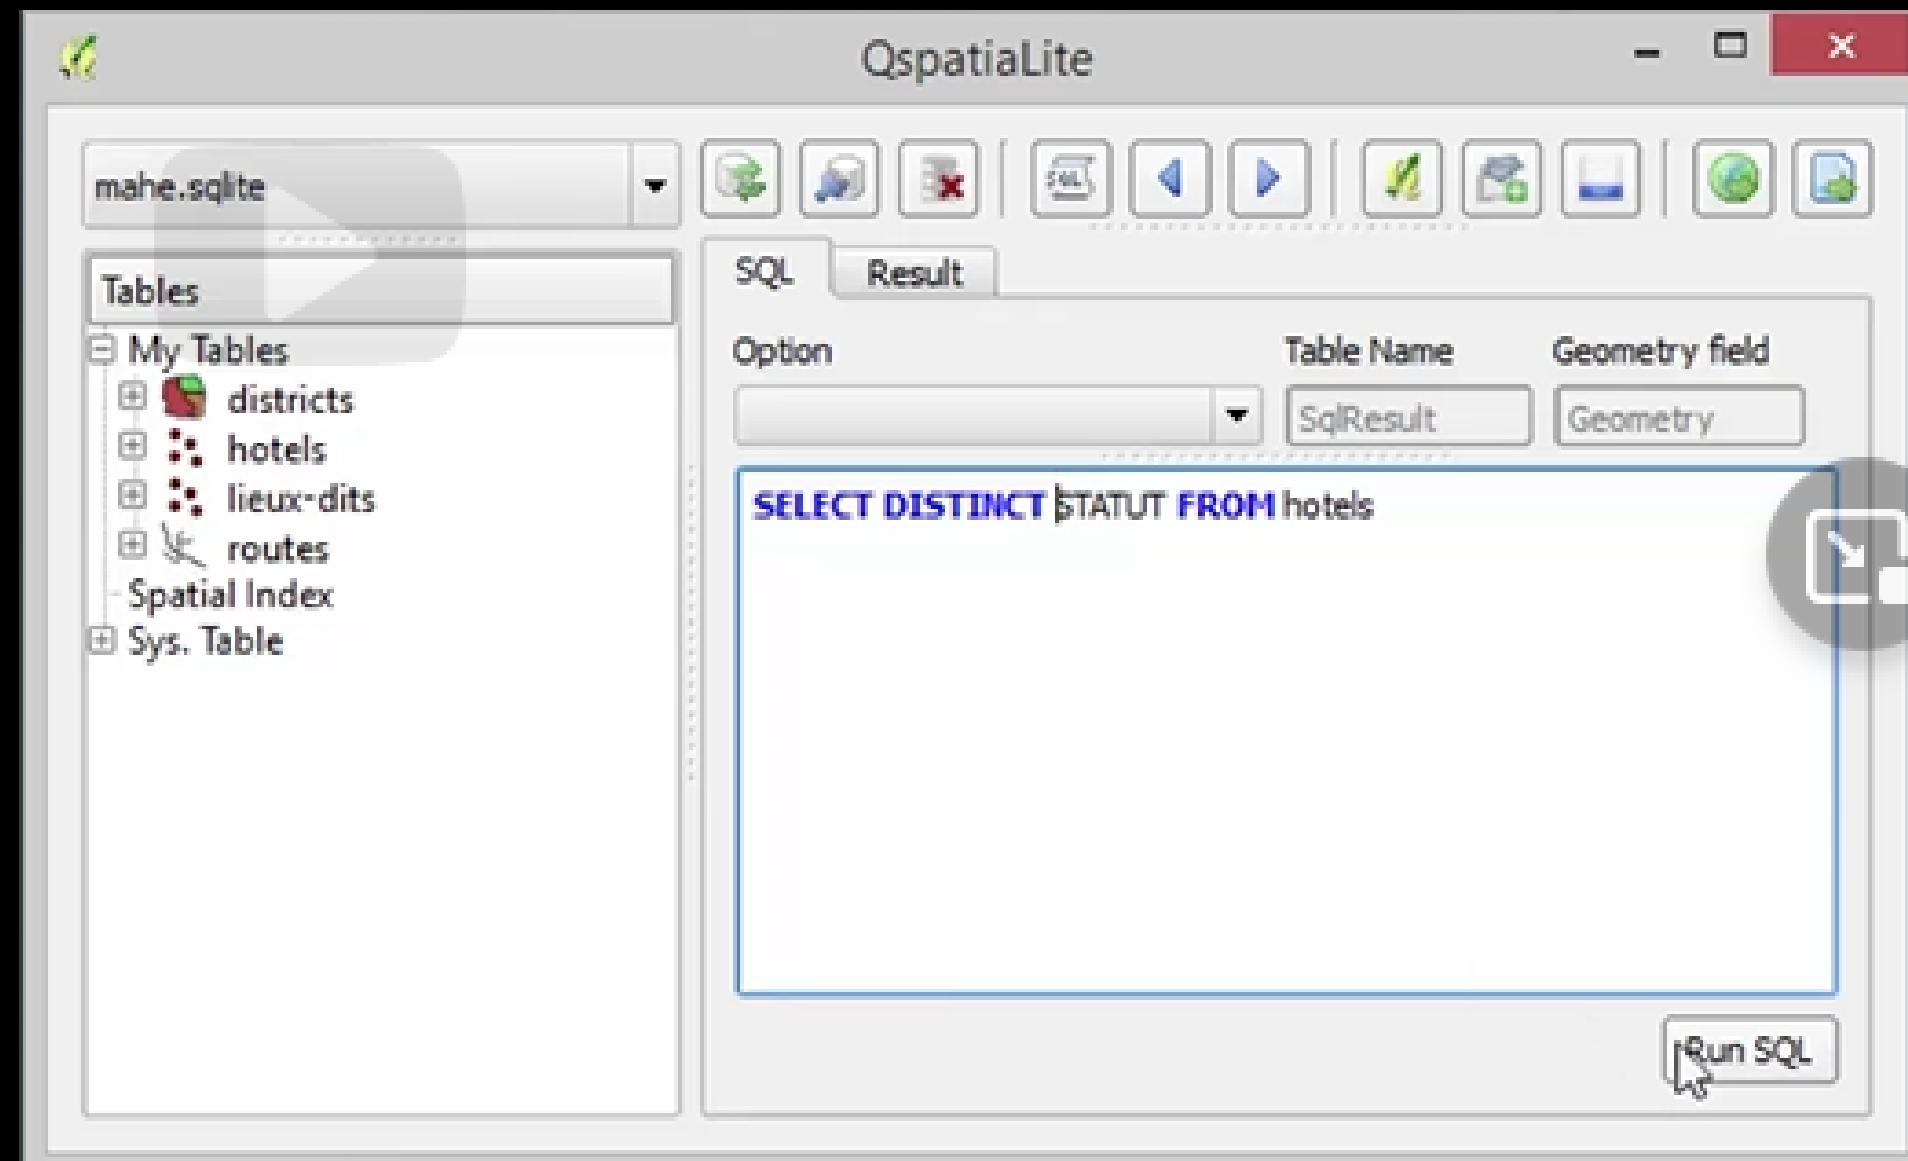 QspatiaLite
mahe.sqlite
SQL
Tables
SQL Result
My Tables
Option Table Name Geometry field
districts
SqlResult Geometry
hotels
lieux-dits
SELECT DISTINCT STATUT FROM hotels
routes
Spatial Index
Sys. Table
Run SQL